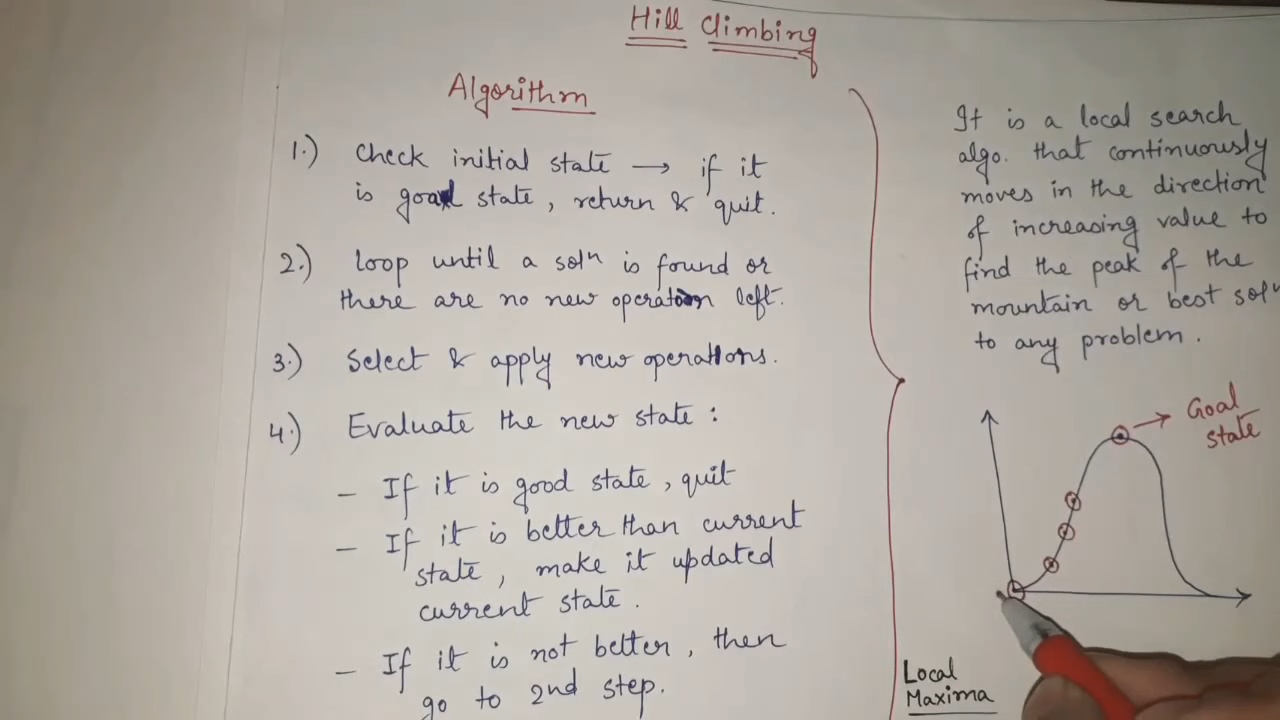 Hill Climbing
Algorithm
1.) Check initial state → if it
is goal state, return & quit.
2.) Loop until a solⁿ is found or
there are no new operation left.
3.) Select & apply new operations.
4.) Evaluate the new state :
- If it is good state, quit
- If it is better than current
state, make it updated
current state.
- If it is not better, then
go to 2nd step.
It is a local search
algo. that continuously
moves in the direction
of increasing value to
find the peak of the
mountain or best solⁿ
to any problem.
Goal
state
Local
Maxima